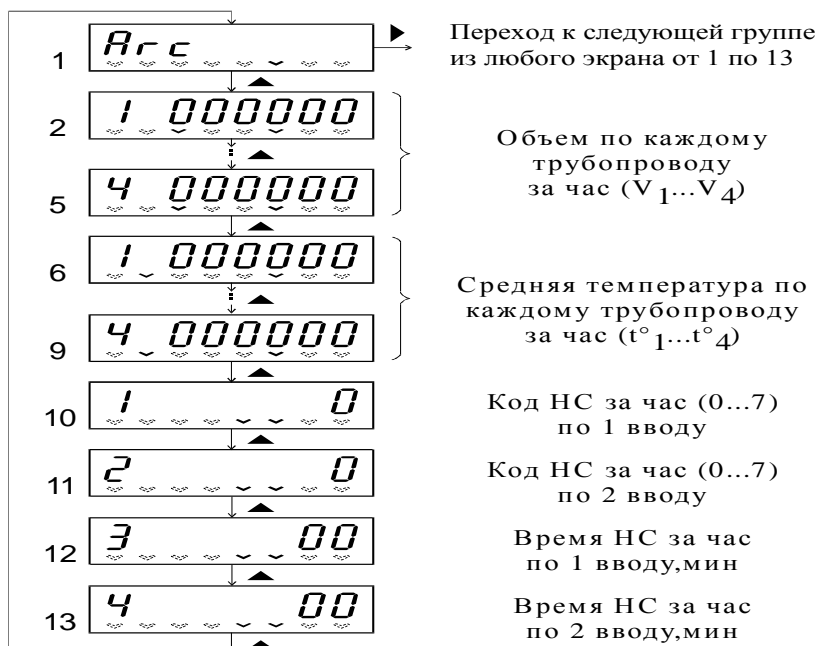 1 Arc
Переход к следующей группе
из любого экрана от 1 по 13
2 1 000000
5 4 000000
Объем по каждому
трубопроводу
за час (V1...V4)
6 1 000000
9 4 000000
Средняя температура по
каждому трубопроводу
за час (t°1...t°4)
10 1 0
Код НС за час (0...7)
по 1 вводу
11 2 0
Код НС за час (0...7)
по 2 вводу
12 3 00
Время НС за час
по 1 вводу,мин
13 4 00
Время НС за час
по 2 вводу,мин